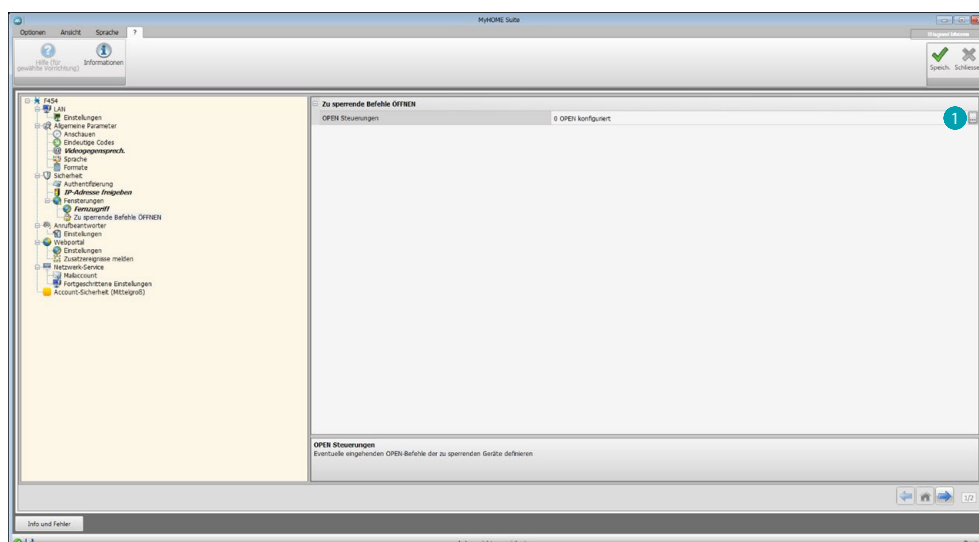 MyHOME Suite
Optionen Ansicht Sprache ?
Hilfe (für gewählte Vorrichtung)
Informationen
Speich. Schliesse
F454
LAN
Einstellungen
Algemeine Parameter
Anschauen
Eindeutige Codes
Videogegensprech.
Sprache
Formate
Sicherheit
Authentifizierung
IP-Adresse freigeben
Fensterungen
Fernzugriff
Zu sperrende Befehle ÖFFNEN
Anrufbeantworter
Einstellungen
Webportal
Einstellungen
Zusatzereignisse melden
Netzwerk-Service
Mailaccount
Fortgeschrittene Einstellungen
Account-Sicherheit (Mittelgroß)
Zu sperrende Befehle ÖFFNEN
OPEN Steuerungen 0 OPEN konfiguriert
1
OPEN Steuerungen
Eventuelle eingehenden OPEN-Befehle der zu sperrenden Geräte definieren
1/2
Info und Fehler